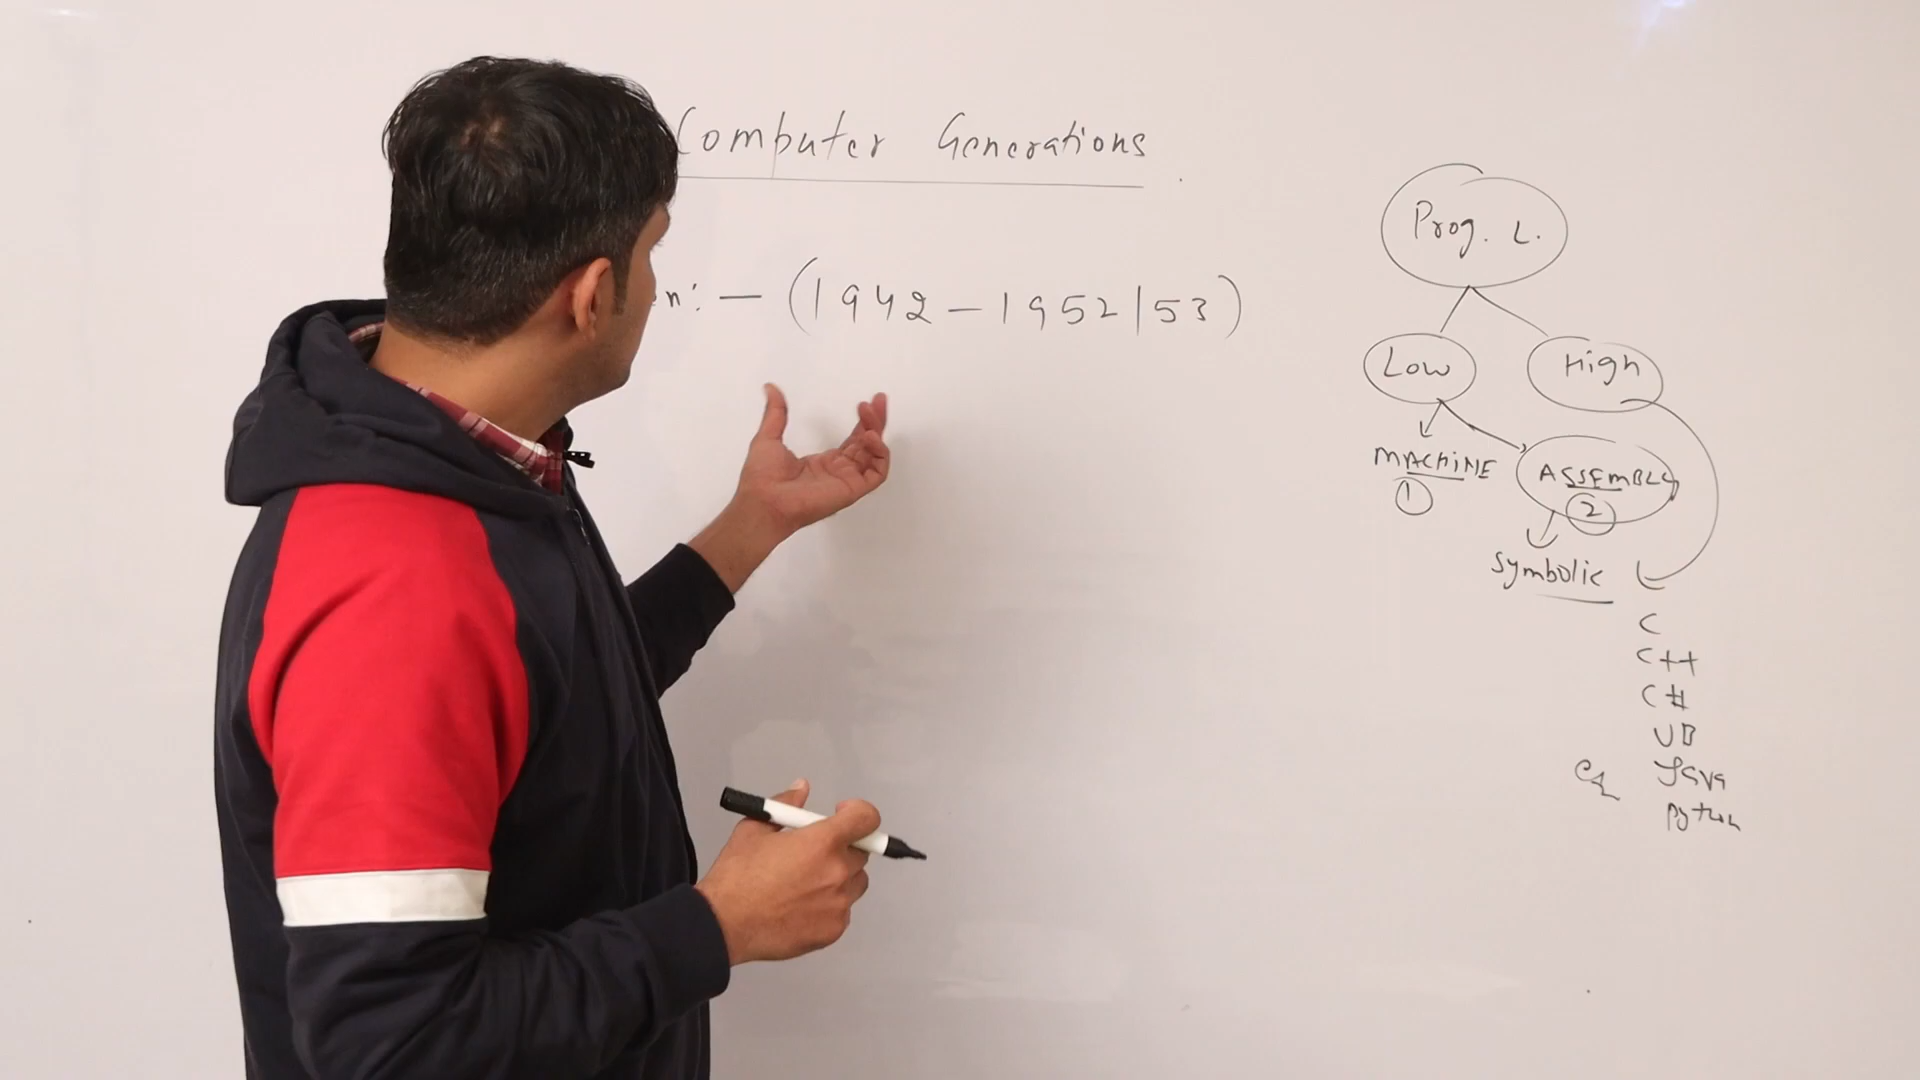 Computer Generations
n: - (1942 - 1952/53)
Prog. L.
Low
High
MACHINE
1
ASSEMBLY
2
Symbolic
C
C++
C#
VB
Java
Python